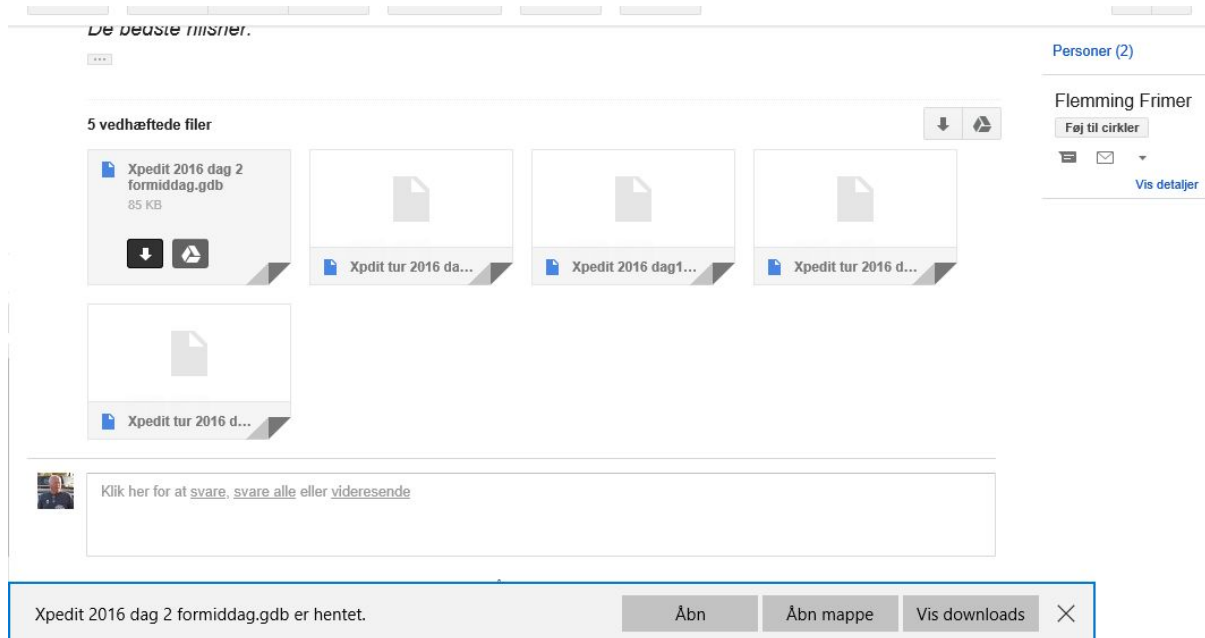 De bedste hilsner.
Personer (2)
Flemming Frimer
Føj til cirkler
Vis detaljer
5 vedhæftede filer
Xpedit 2016 dag 2
formiddag.gdb
85 KB
Xpdit tur 2016 da...
Xpedit 2016 dag1...
Xpedit tur 2016 d...
Xpedit tur 2016 d...
Klik her for at svare, svare alle eller videresende
Xpedit 2016 dag 2 formiddag.gdb er hentet.
Åbn
Åbn mappe
Vis downloads